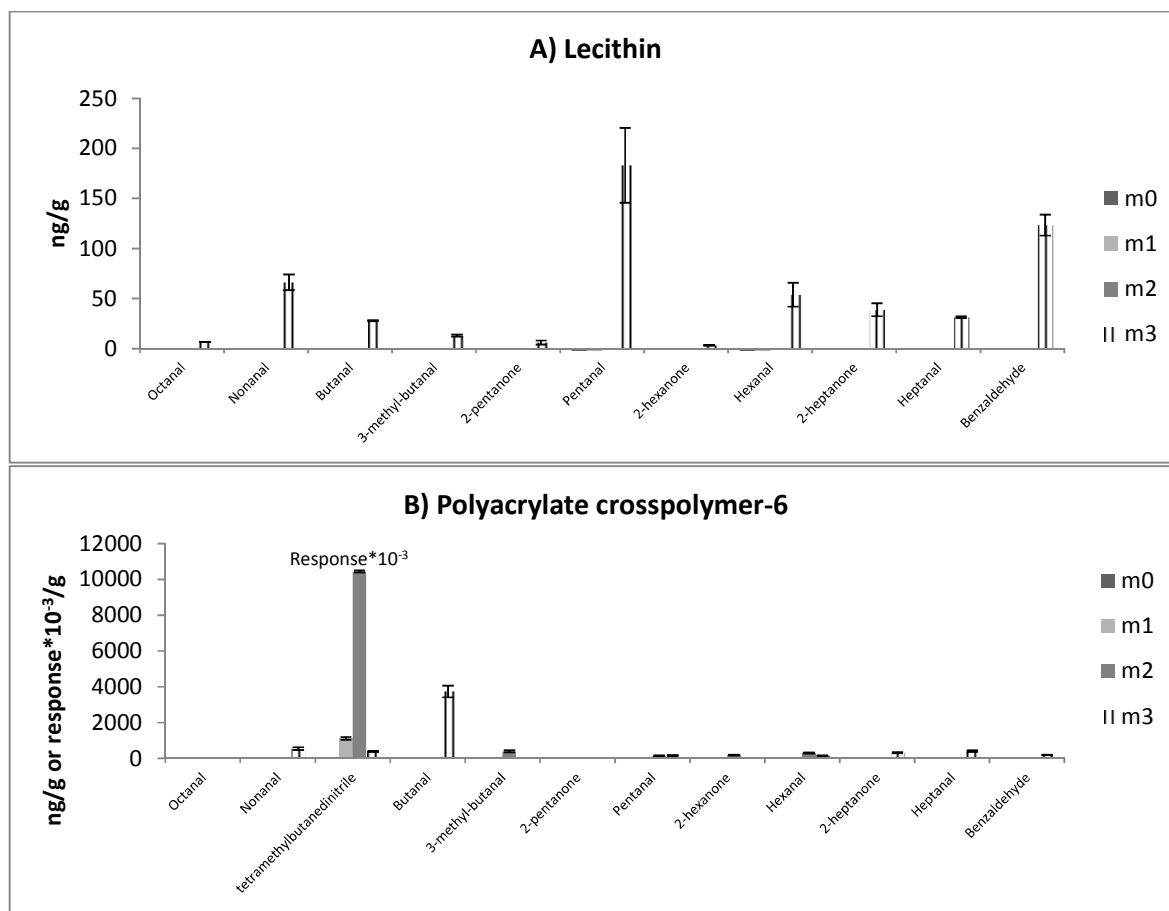 A) Lecithin
250
200
150
100
50
0
ng/g
Octanal
Nonanal
Butanal
3-methyl-butanal
2-pentanone
Pentanal
2-hexanone
Hexanal
2-heptanone
Heptanal
Benzaldehyde
m0
m1
m2
m3
B) Polyacrylate crosspolymer-6
12000
10000
8000
6000
4000
2000
0
ng/g or response*10⁻³/g
Response*10⁻³
Octanal
Nonanal
tetramethylbutanedinitrile
Butanal
3-methyl-butanal
2-pentanone
Pentanal
2-hexanone
Hexanal
2-heptanone
Heptanal
Benzaldehyde
m0
m1
m2
m3